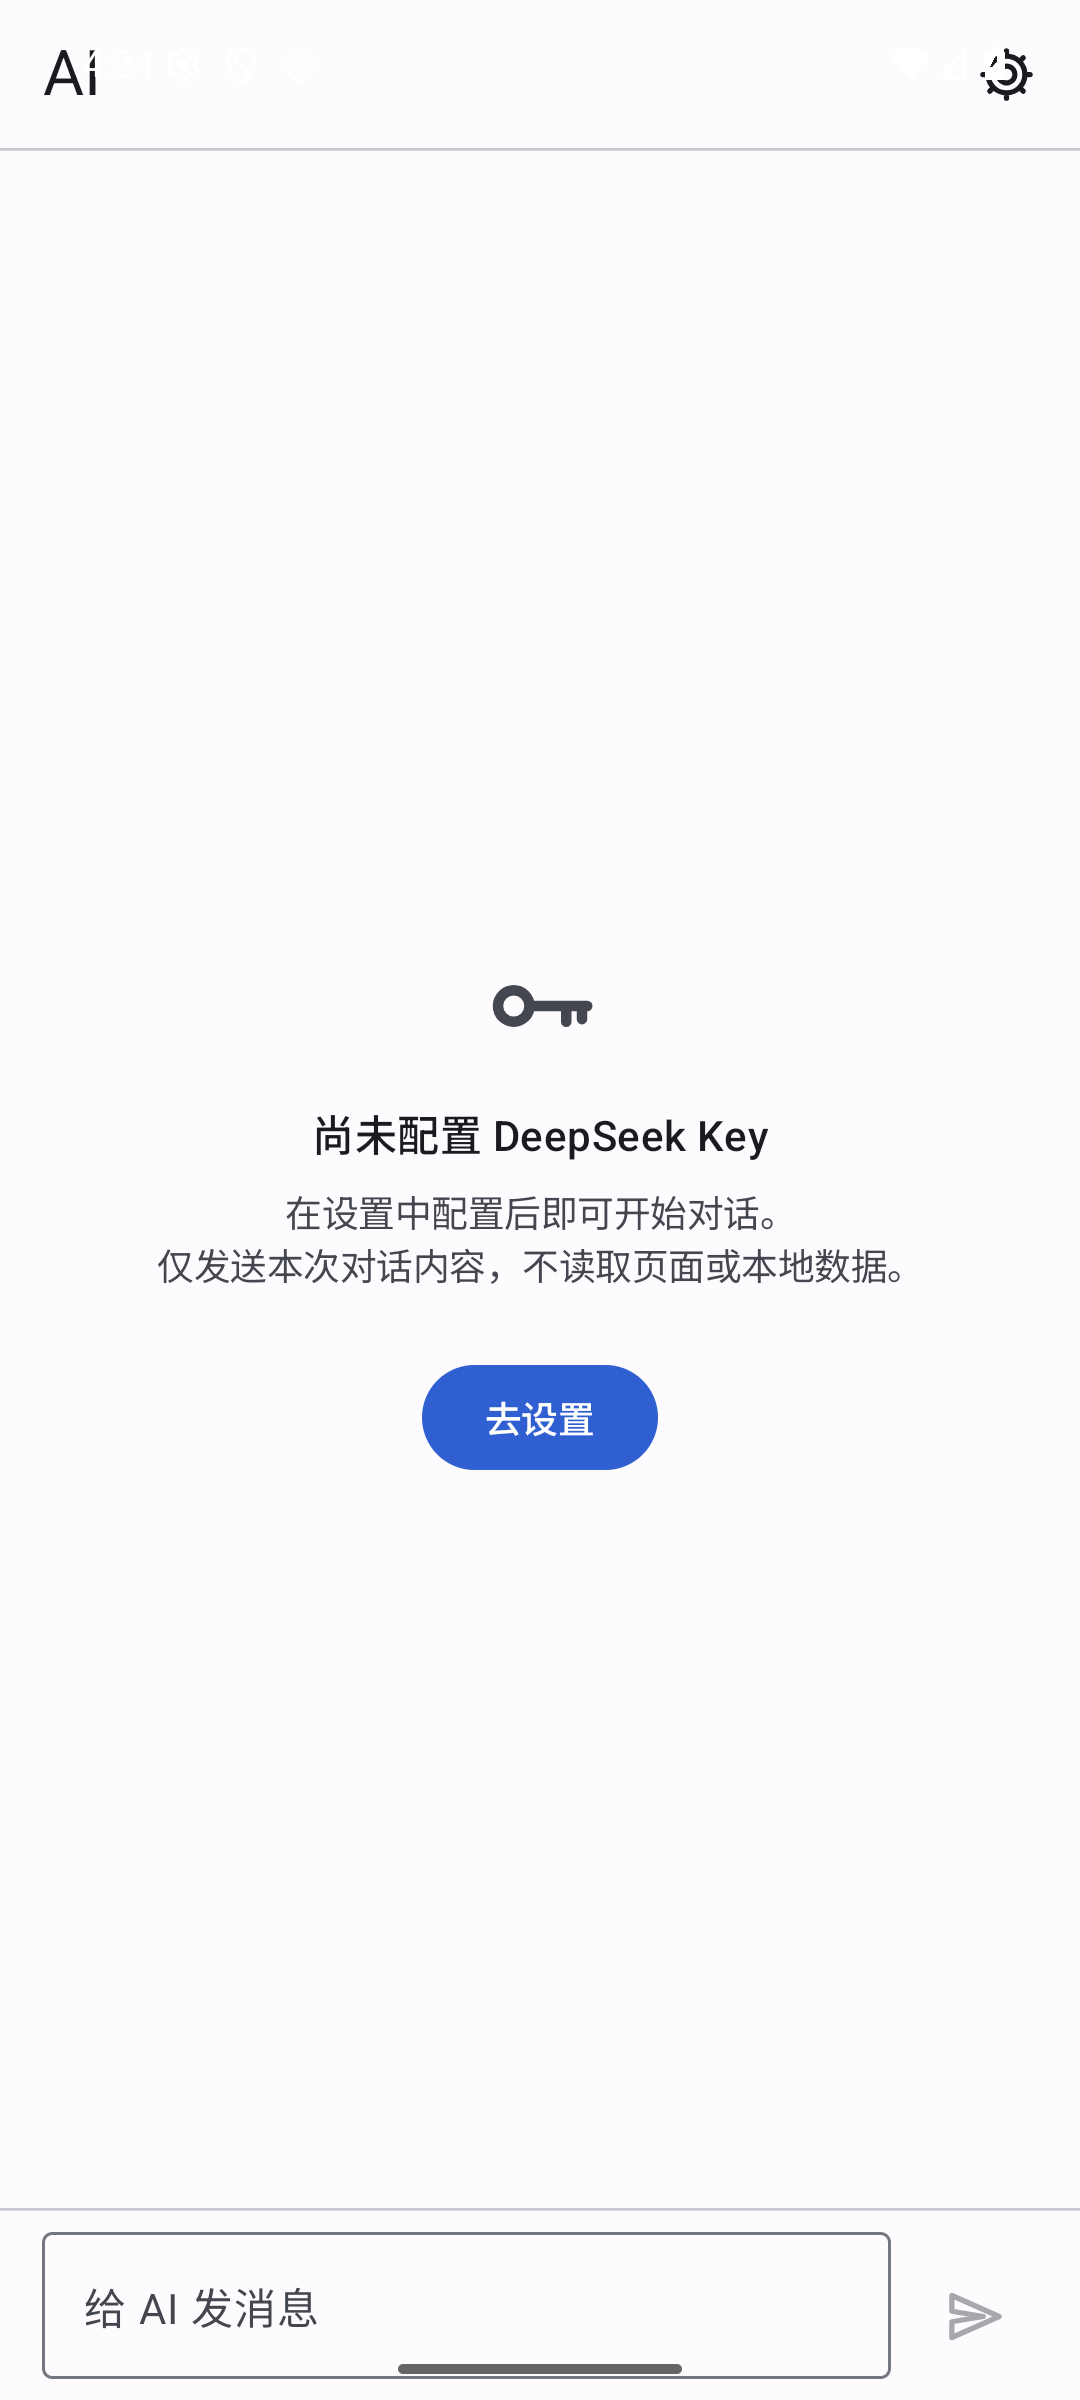 AI
尚未配置 DeepSeek Key
在设置中配置后即可开始对话。
仅发送本次对话内容，不读取页面或本地数据。
去设置
给 AI 发消息